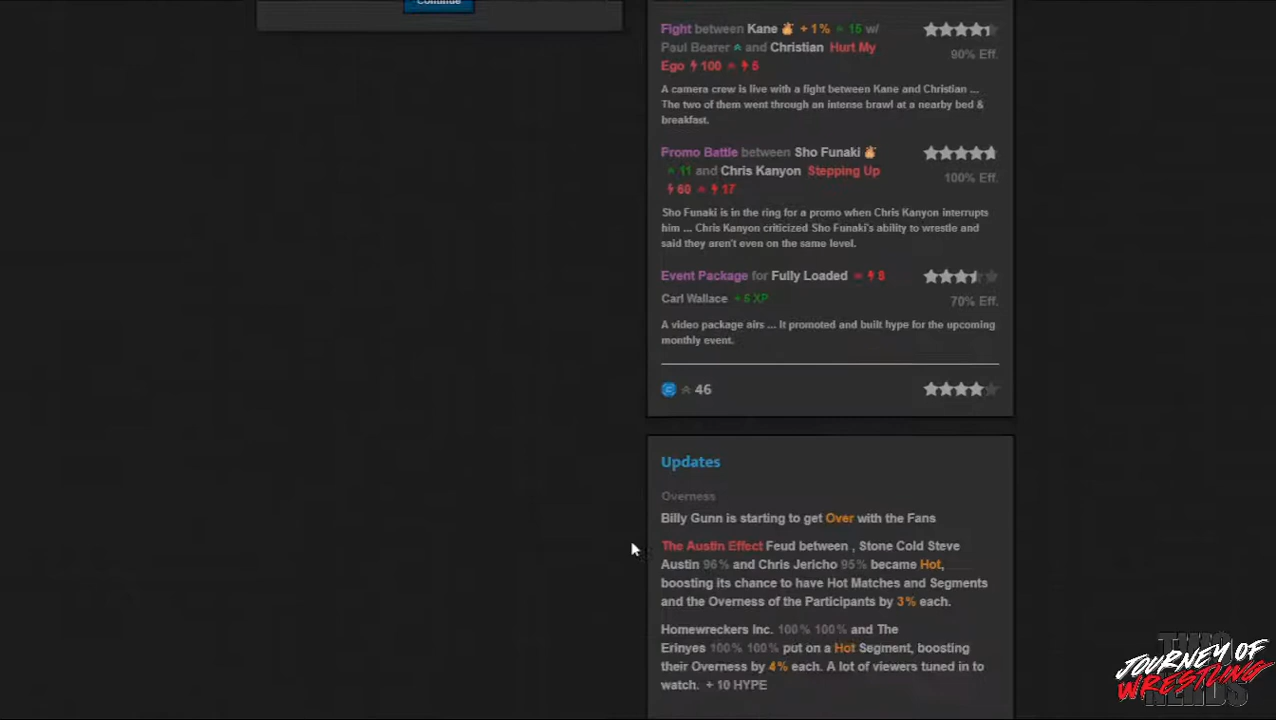 Continue
Fight between Kane + 1% 15 w/
Paul Bearer and Christian Hurt My
Ego 100 5
90% Eff.
A camera crew is live with a fight between Kane and Christian ...
The two of them went through an intense brawl at a nearby bed &
breakfast.
Promo Battle between Sho Funaki
11 and Chris Kanyon Stepping Up
60 17
100% Eff.
Sho Funaki is in the ring for a promo when Chris Kanyon interrupts
him ... Chris Kanyon criticized Sho Funaki's ability to wrestle and
said they aren't even on the same level.
Event Package for Fully Loaded 8
Carl Wallace + 5 XP
70% Eff.
A video package airs ... It promoted and built hype for the upcoming
monthly event.
46
Updates
Overness
Billy Gunn is starting to get Over with the Fans
The Austin Effect Feud between , Stone Cold Steve
Austin 96% and Chris Jericho 95% became Hot,
boosting its chance to have Hot Matches and Segments
and the Overness of the Participants by 3% each.
Homewreckers Inc. 100% 100% and The
Erinyes 100% 100% put on a Hot Segment, boosting
their Overness by 4% each. A lot of viewers tuned in to
watch. + 10 HYPE
JOURNEY OF
WRESTLING